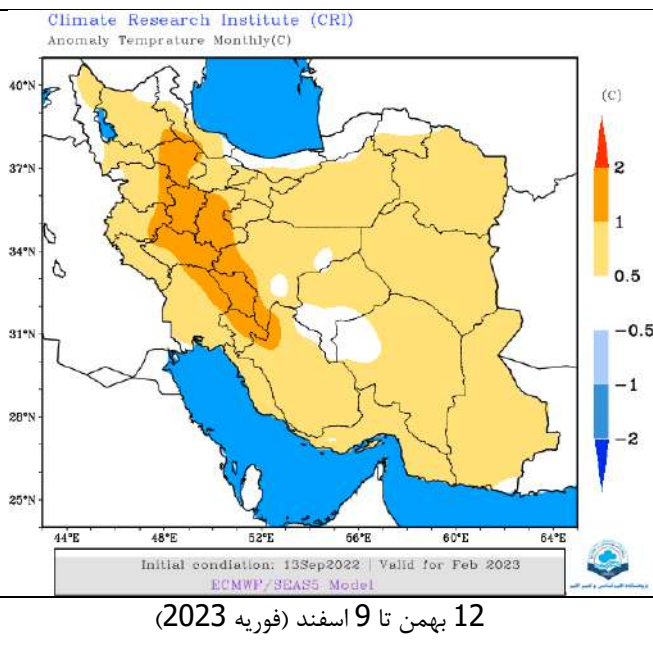 Climate Research Institute (CRI)
Anomaly Temprature Monthly(C)
(C)
40°N
37°N
34°N
31°N
28°N
25°N
2
1
0.5
−0.5
−1
−2
44°E 48°E 52°E 56°E 60°E 64°E
Initial condiation: 13Sep2022 | Valid for Feb 2023
ECMWF/SEAS5 Model
12 بهمن تا 9 اسفند (فوریه 2023)